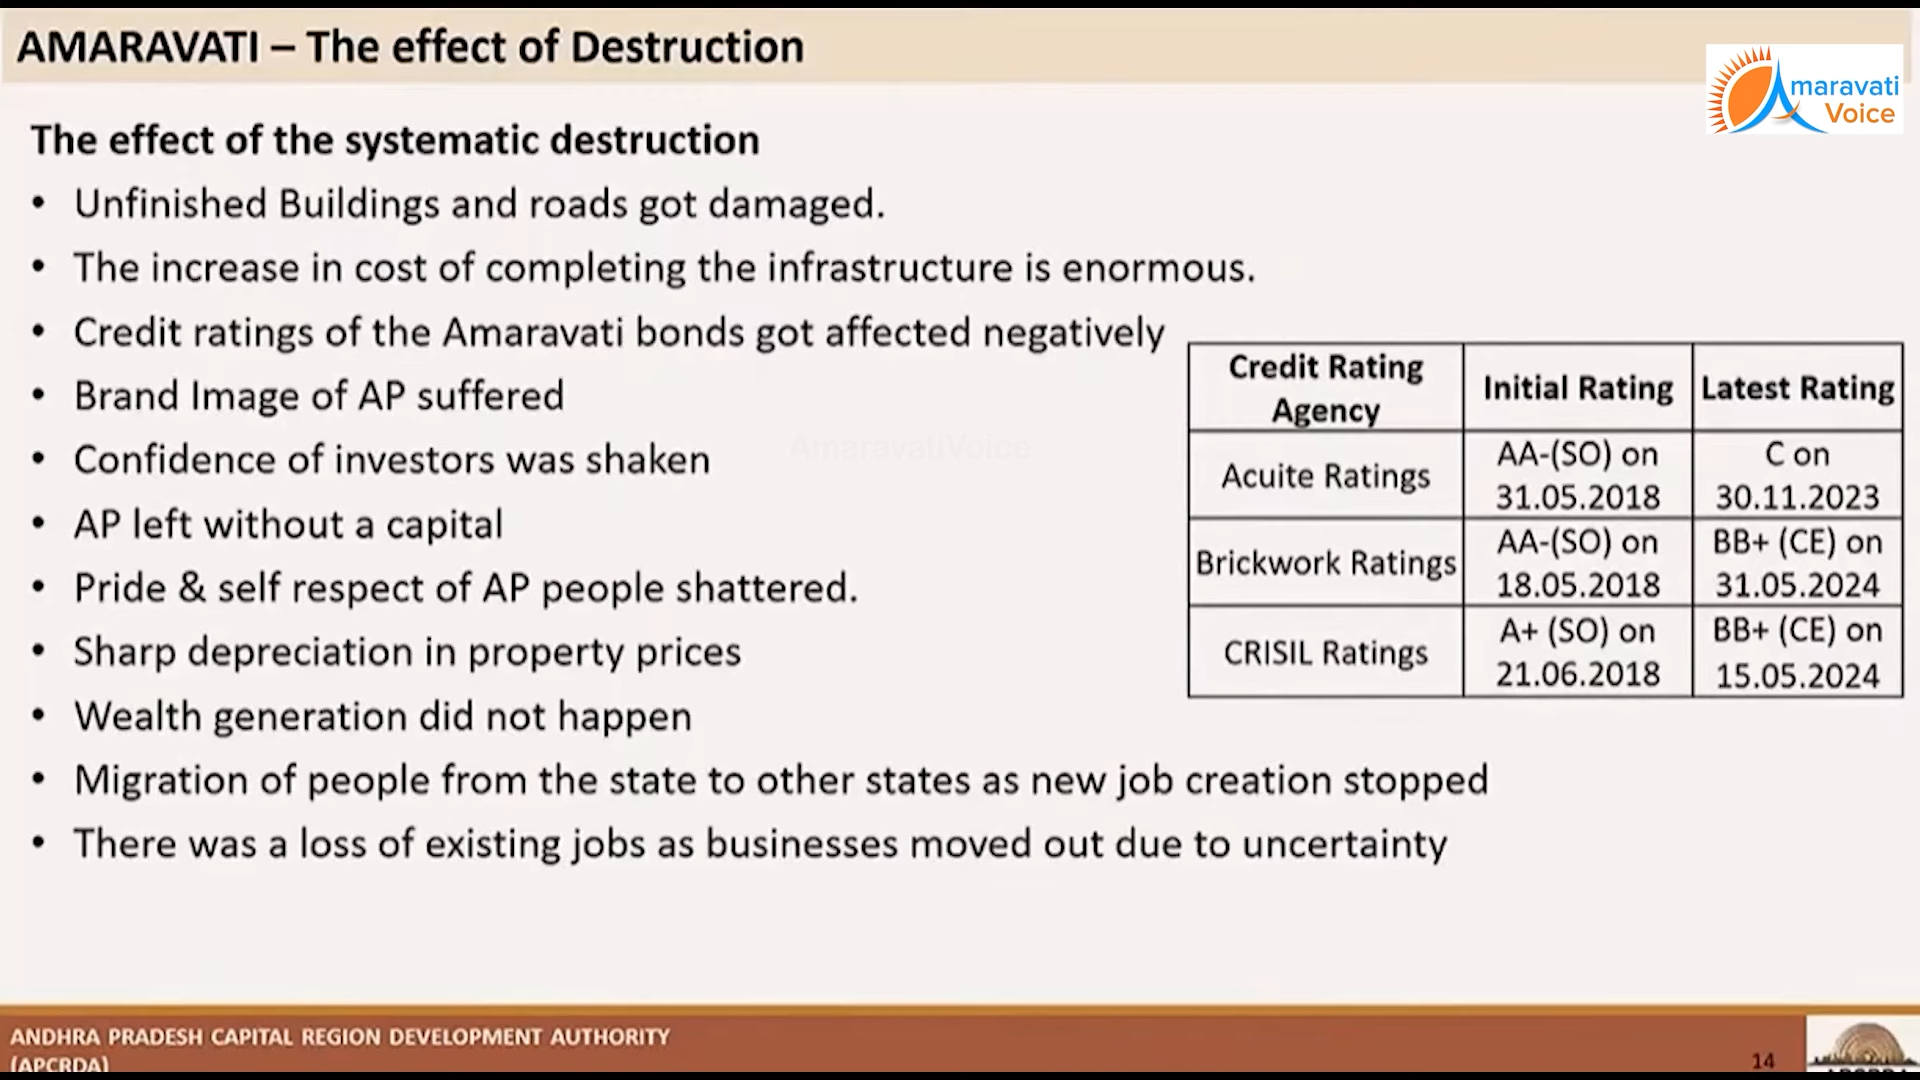 AMARAVATI – The effect of Destruction
Amaravati
Voice
The effect of the systematic destruction
• Unfinished Buildings and roads got damaged.
• The increase in cost of completing the infrastructure is enormous.
• Credit ratings of the Amaravati bonds got affected negatively
• Brand Image of AP suffered
• Confidence of investors was shaken
• AP left without a capital
• Pride & self respect of AP people shattered.
• Sharp depreciation in property prices
• Wealth generation did not happen
• Migration of people from the state to other states as new job creation stopped
• There was a loss of existing jobs as businesses moved out due to uncertainty
AmaravatiVoice
Credit Rating Agency | Initial Rating | Latest Rating
Acuite Ratings | AA-(SO) on 31.05.2018 | C on 30.11.2023
Brickwork Ratings | AA-(SO) on 18.05.2018 | BB+ (CE) on 31.05.2024
CRISIL Ratings | A+ (SO) on 21.06.2018 | BB+ (CE) on 15.05.2024
ANDHRA PRADESH CAPITAL REGION DEVELOPMENT AUTHORITY
(APCRDA)
14